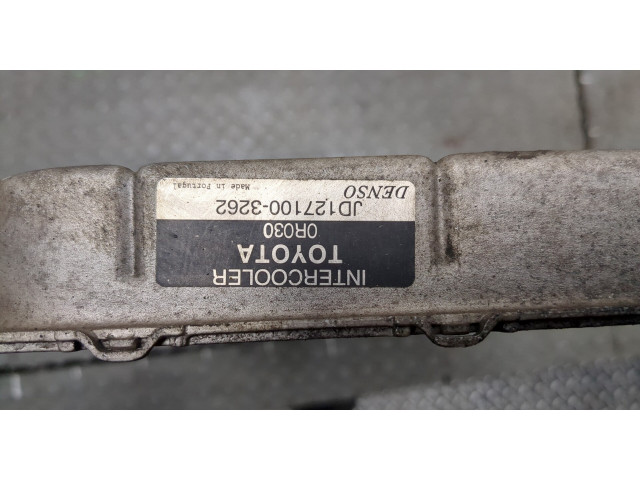 INTERCOOLER
TOYOTA
0R030
JD127100-3262
DENSO Made in Portugal